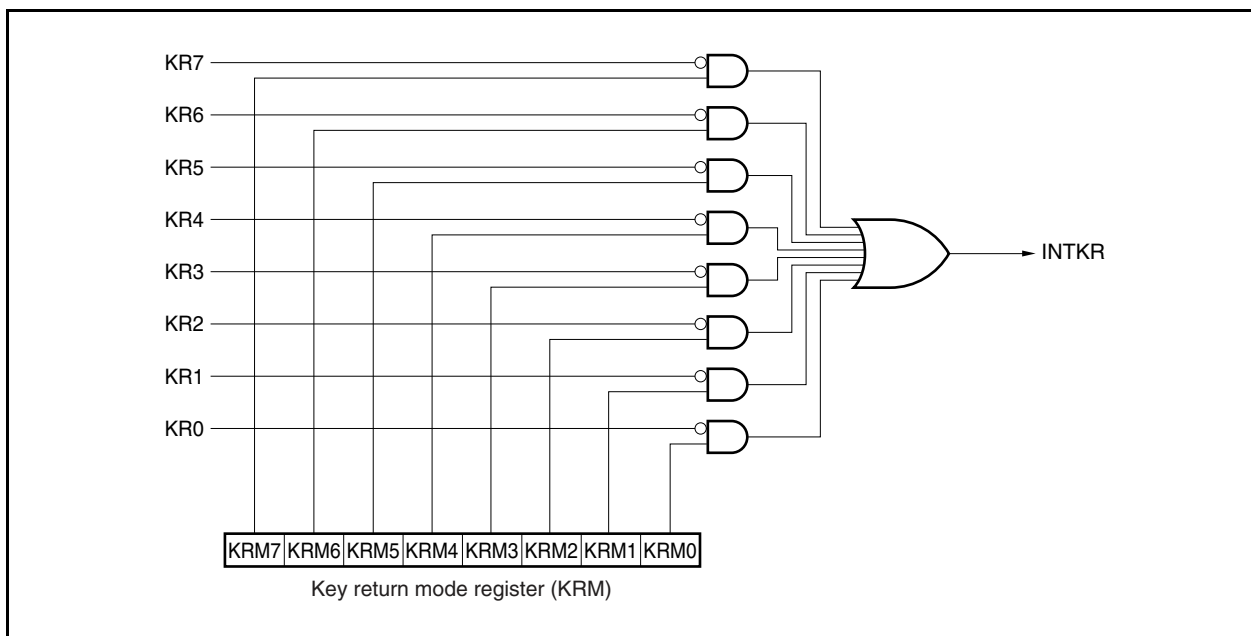 KR7
KR6
KR5
KR4
KR3
KR2
KR1
KR0
INTKR
KRM7 KRM6 KRM5 KRM4 KRM3 KRM2 KRM1 KRM0
Key return mode register (KRM)